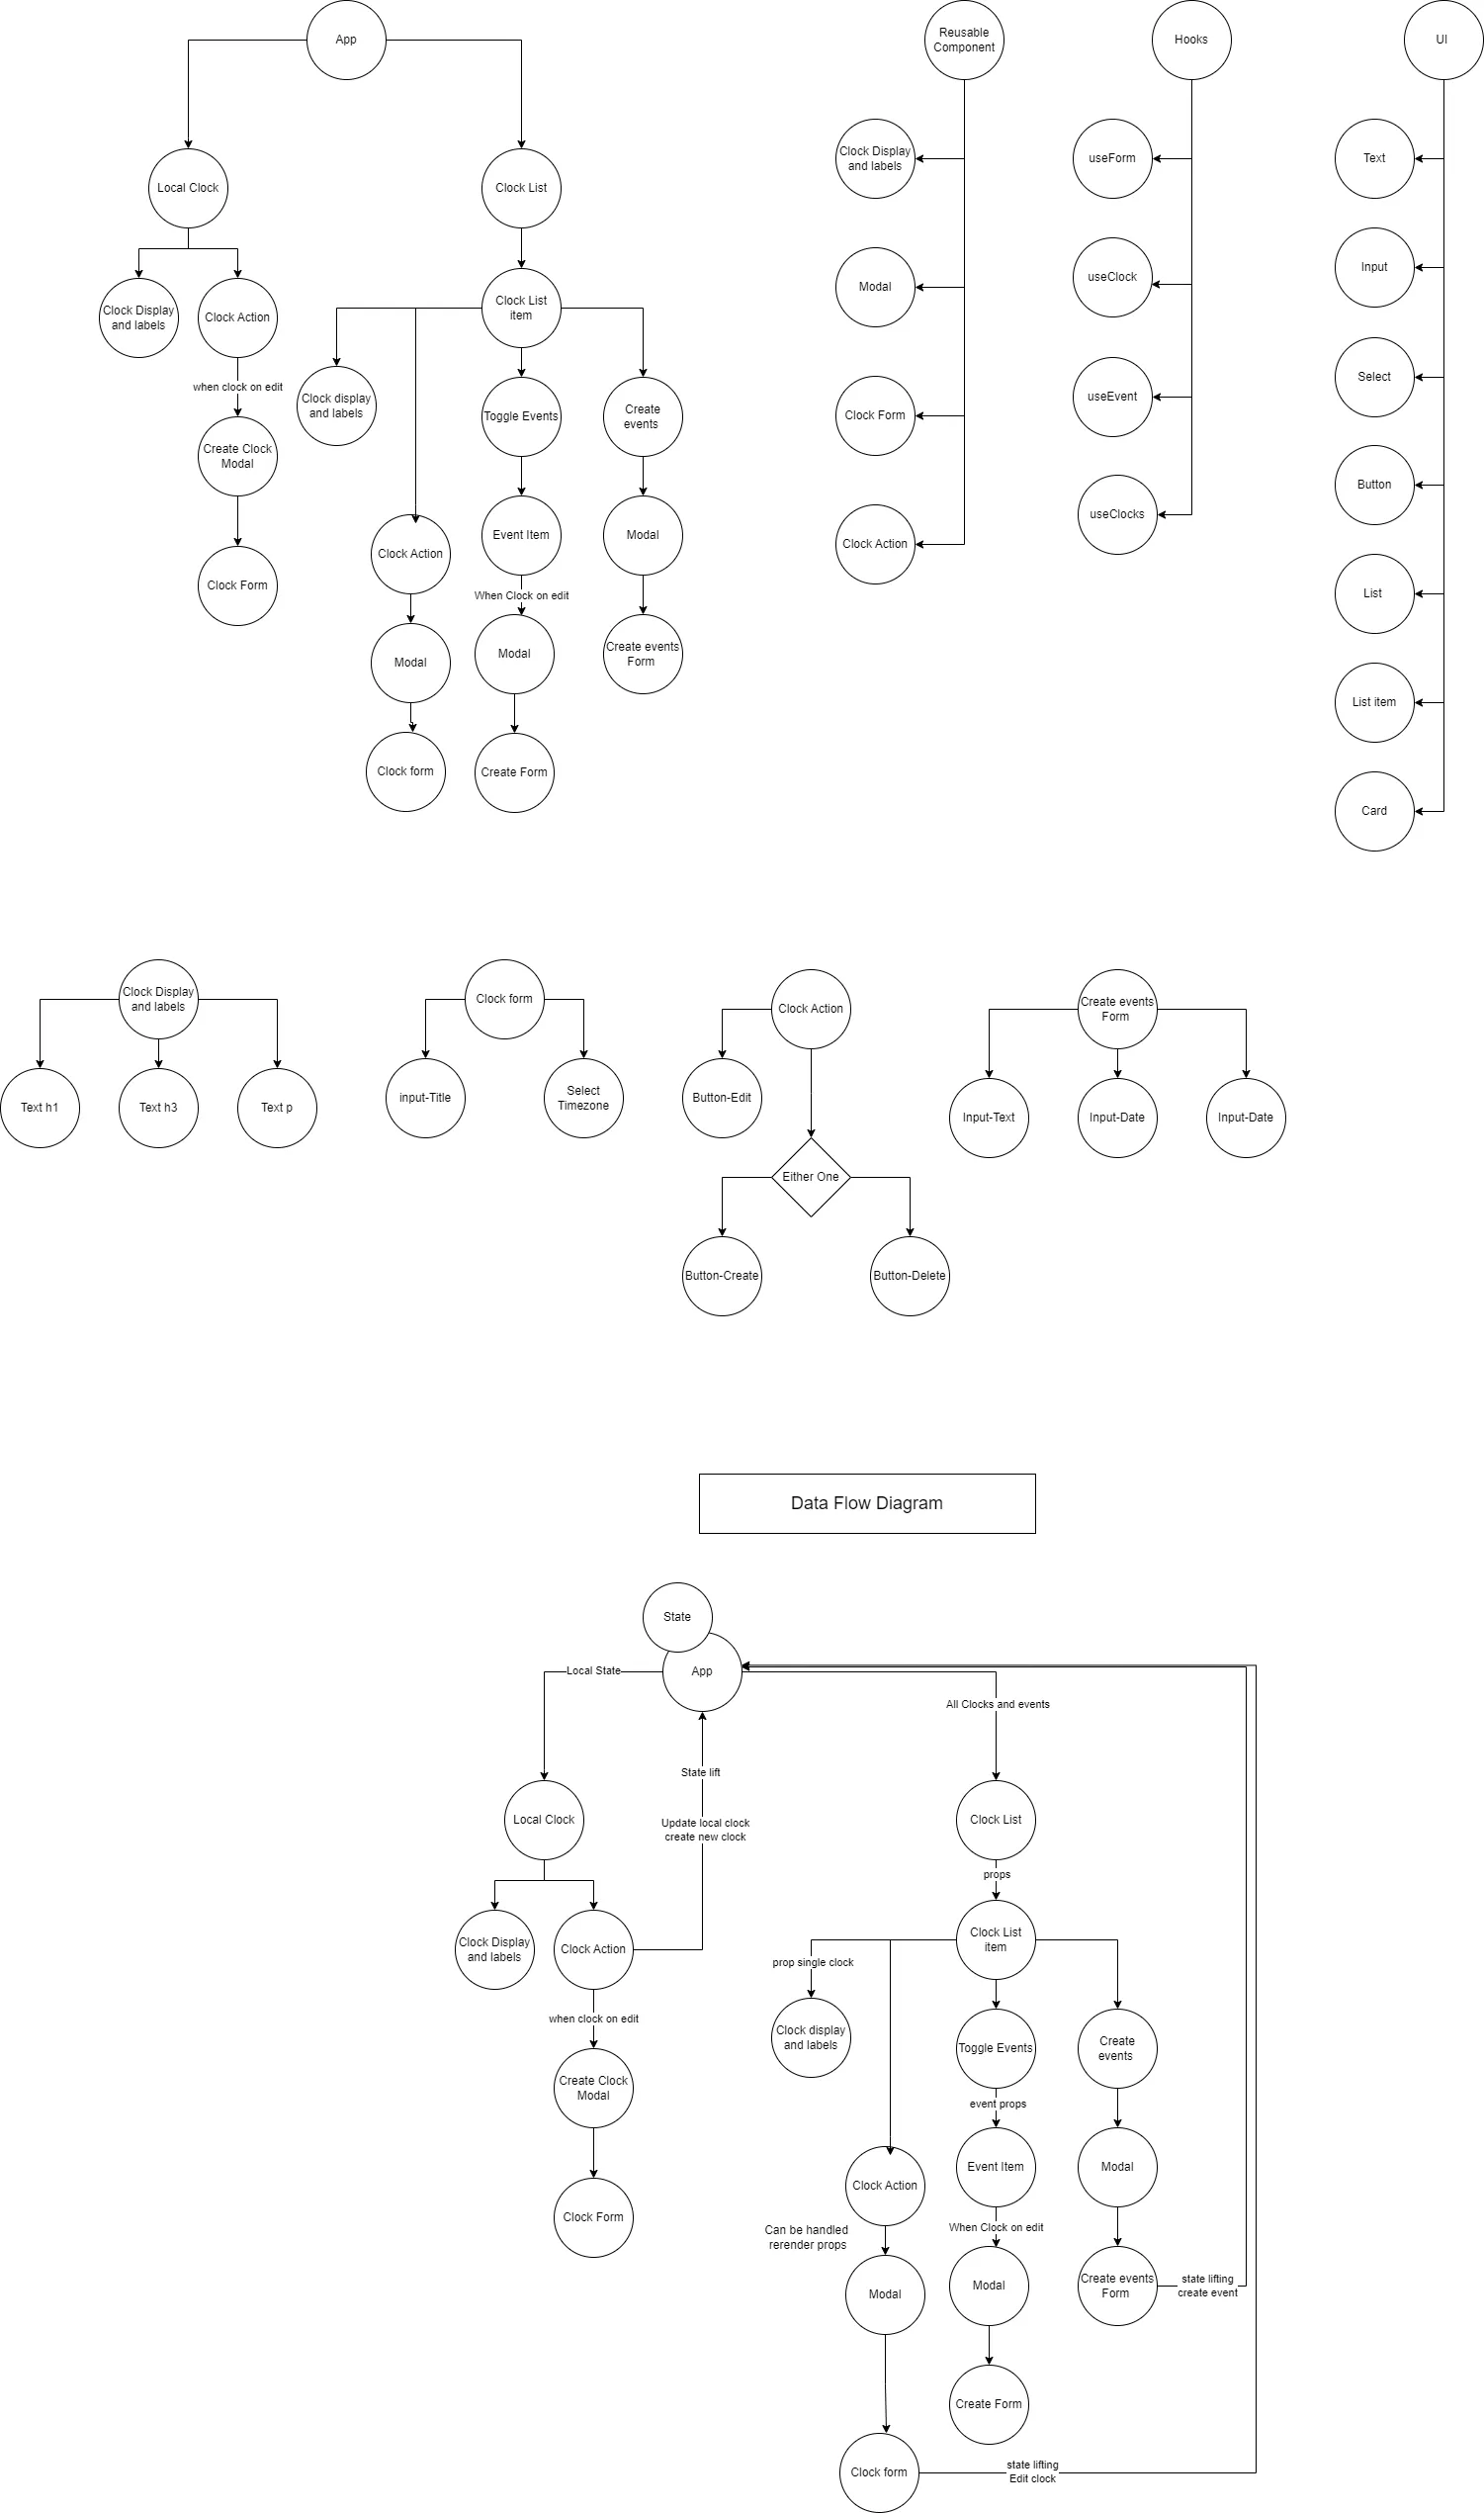 App
Reusable
Component
Hooks
UI
Local Clock
Clock List
Clock Display
and labels
useForm
Text
Clock Display
and labels
Clock Action
Clock List
item
Modal
useClock
Input
when clock on edit
Clock display
and labels
Toggle Events
Create
events
Clock Form
useEvent
Select
Create Clock
Modal
Button
Clock Action
Event Item
Modal
Clock Action
useClocks
Clock Form
When Clock on edit
List
Modal
Modal
Create events
Form
List item
Clock form
Create Form
Card
Clock Display
and labels
Clock form
Clock Action
Create events
Form
Text h1
Text h3
Text p
input-Title
Select
Timezone
Button-Edit
Input-Text
Input-Date
Input-Date
Either One
Button-Create
Button-Delete
Data Flow Diagram
State
App
Local State
All Clocks and events
State lift
Update local clock
create new clock
Local Clock
Clock List
props
Clock Display
and labels
Clock Action
Clock List
item
prop single clock
when clock on edit
Clock display
and labels
Toggle Events
Create
events
Create Clock
Modal
event props
Clock Action
Event Item
Modal
Clock Form
Can be handled
rerender props
When Clock on edit
Modal
Modal
Create events
Form
state lifting
create event
Create Form
Clock form
state lifting
Edit clock